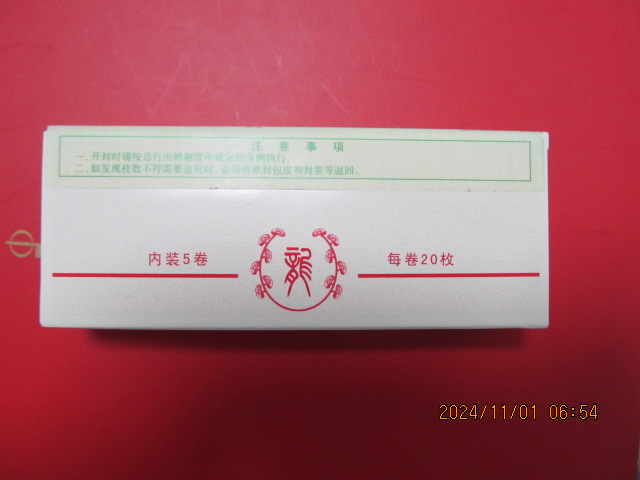 注意事项
一、开封时请按总行出纳制度中规定的条例执行。
二、如发现枚数不符需要追究时，必须将原封包皮和封签等退回。
内装5卷
龍
每卷20枚
2024/11/01 06:54